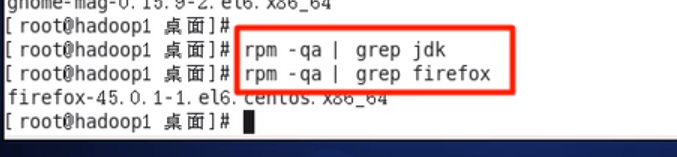 gnome-mag-0.15.9-2.el6.x86_64
[root@hadoop1 桌面]#
[root@hadoop1 桌面]# rpm -qa | grep jdk
[root@hadoop1 桌面]# rpm -qa | grep firefox
firefox-45.0.1-1.el6.centos.x86_64
[root@hadoop1 桌面]#